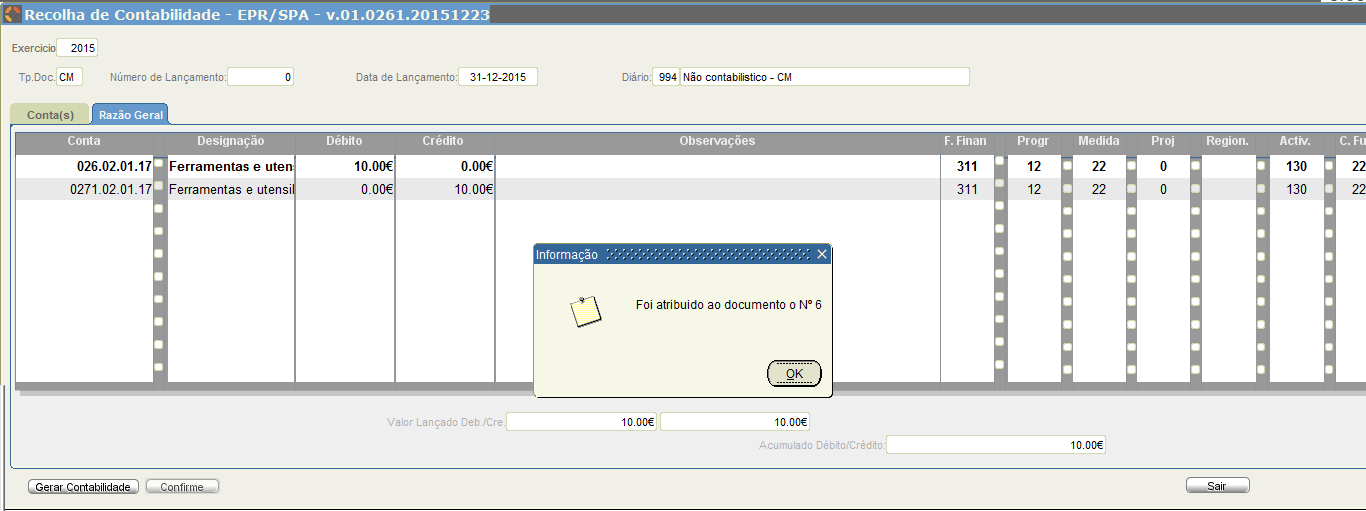 Recolha de Contabilidade - EPR/SPA - v.01.0261.20151223
Exercicio 2015
Tp.Doc. CM Número de Lançamento: 0 Data de Lançamento: 31-12-2015 Diário: 994 Não contabilistico - CM
Conta(s) Razão Geral
Conta Designação Débito Crédito Observações F. Finan Progr Medida Proj Region. Activ. C. Fu
026.02.01.17 Ferramentas e uten 10.00€ 0.00€ 311 12 22 0 130 22
0271.02.01.17 Ferramentas e utensil 0.00€ 10.00€ 311 12 22 0 130 22
Informação
Foi atribuido ao documento o Nº 6
OK
Valor Lançado Deb./Cre. 10.00€ 10.00€
Acumulado Débito/Crédito: 10.00€
Gerar Contabilidade Confirme Sair